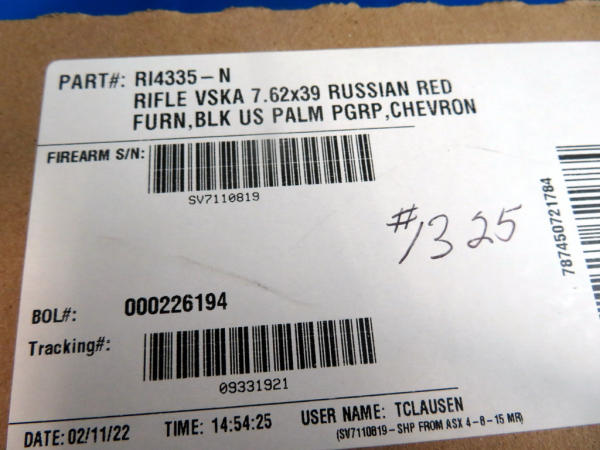 PART#: RI4335-N
RIFLE VSKA 7.62x39 RUSSIAN RED
FURN,BLK US PALM PGRP,CHEVRON
FIREARM S/N:
SV7110819
#1325
787450721784
BOL#: 000226194
Tracking#:
09331921
DATE: 02/11/22 TIME: 14:54:25 USER NAME: TCLAUSEN
(SV7110819-SHP FROM ASX 4-8-15 MR)